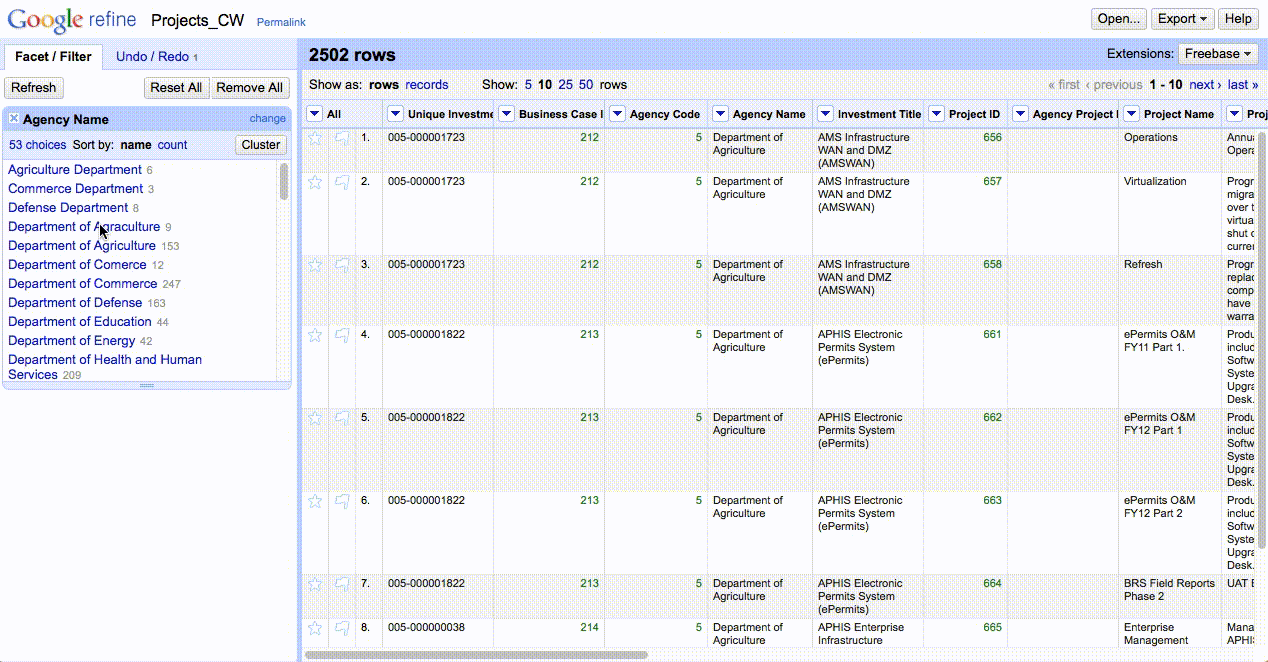 Google refine Projects_CW Permalink Open... Export Help
Facet / Filter Undo / Redo 1
2502 rows Extensions: Freebase
Refresh Reset All Remove All
Show as: rows records Show: 5 10 25 50 rows « first ‹ previous 1 - 10 next › last »
Agency Name change
53 choices Sort by: name count Cluster
Agriculture Department 6
Commerce Department 3
Defense Department 8
Department of Agraculture 9
Department of Agriculture 153
Department of Comerce 12
Department of Commerce 247
Department of Defense 163
Department of Education 44
Department of Energy 42
Department of Health and Human
Services 209
All Unique Investme Business Case I Agency Code Agency Name Investment Title Project ID Agency Project I Project Name Proj
1. 005-000001723 212 5 Department of AMS Infrastructure 656 Operations Annua
Agriculture WAN and DMZ Opera
(AMSWAN)
2. 005-000001723 212 5 Department of AMS Infrastructure 657 Virtualization Progr
Agriculture WAN and DMZ migra
(AMSWAN) over t
virtua
shut d
curren
3. 005-000001723 212 5 Department of AMS Infrastructure 658 Refresh Progr
Agriculture WAN and DMZ replac
(AMSWAN) comp
have
warra
4. 005-000001822 213 5 Department of APHIS Electronic 661 ePermits O&M Produ
Agriculture Permits System FY11 Part 1. includ
(ePermits) Softw
Syste
Upgra
Desk.
5. 005-000001822 213 5 Department of APHIS Electronic 662 ePermits O&M Produ
Agriculture Permits System FY12 Part 1 includ
(ePermits) Softw
Syste
Upgra
Desk.
6. 005-000001822 213 5 Department of APHIS Electronic 663 ePermits O&M Produ
Agriculture Permits System FY12 Part 2 includ
(ePermits) Softw
Syste
Upgra
Desk.
7. 005-000001822 213 5 Department of APHIS Electronic 664 BRS Field Reports UAT E
Agriculture Permits System Phase 2
(ePermits)
8. 005-000000038 214 5 Department of APHIS Enterprise 665 Enterprise Mana
Agriculture Infrastructure Management APHI